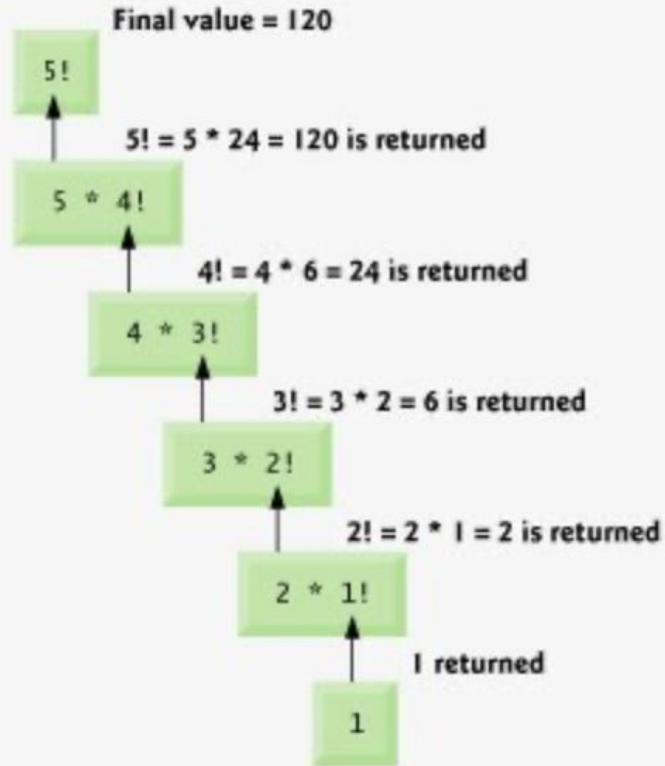 Final value = 120
5!
5! = 5 * 24 = 120 is returned
5 * 4!
4! = 4 * 6 = 24 is returned
4 * 3!
3! = 3 * 2 = 6 is returned
3 * 2!
2! = 2 * 1 = 2 is returned
2 * 1!
1 returned
1